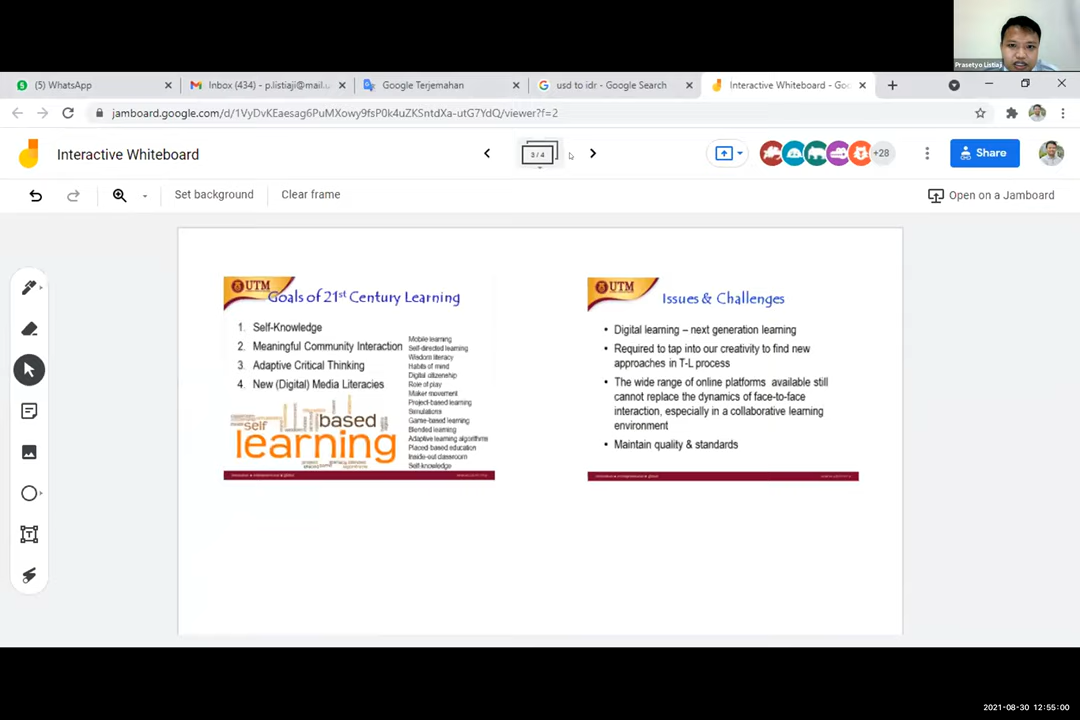 Prasetyo Listiaji
(5) WhatsApp
Inbox (434) - p.listiaji@mail.u
Google Terjemahan
usd to idr - Google Search
Interactive Whiteboard - Goo
jamboard.google.com/d/1VyDvKEaesag6PuMXowy9fsP0k4uZKSntdXa-utG7YdQ/viewer?f=2
Interactive Whiteboard
3 / 4
+28
Share
Set background
Clear frame
Open on a Jamboard
UTM
Goals of 21st Century Learning
1. Self-Knowledge
2. Meaningful Community Interaction
3. Adaptive Critical Thinking
4. New (Digital) Media Literacies
Mobile learning
Self-directed learning
Wisdom literacy
Habits of mind
Digital citizenship
Role of play
Maker movement
Project-based learning
Simulations
Game-based learning
Blended learning
Adaptive learning algorithms
Placed based education
Inside-out classroom
Self-knowledge
self
based
learning
UTM
Issues & Challenges
• Digital learning – next generation learning
• Required to tap into our creativity to find new
approaches in T-L process
• The wide range of online platforms available still
cannot replace the dynamics of face-to-face
interaction, especially in a collaborative learning
environment
• Maintain quality & standards
2021-08-30 12:55:00